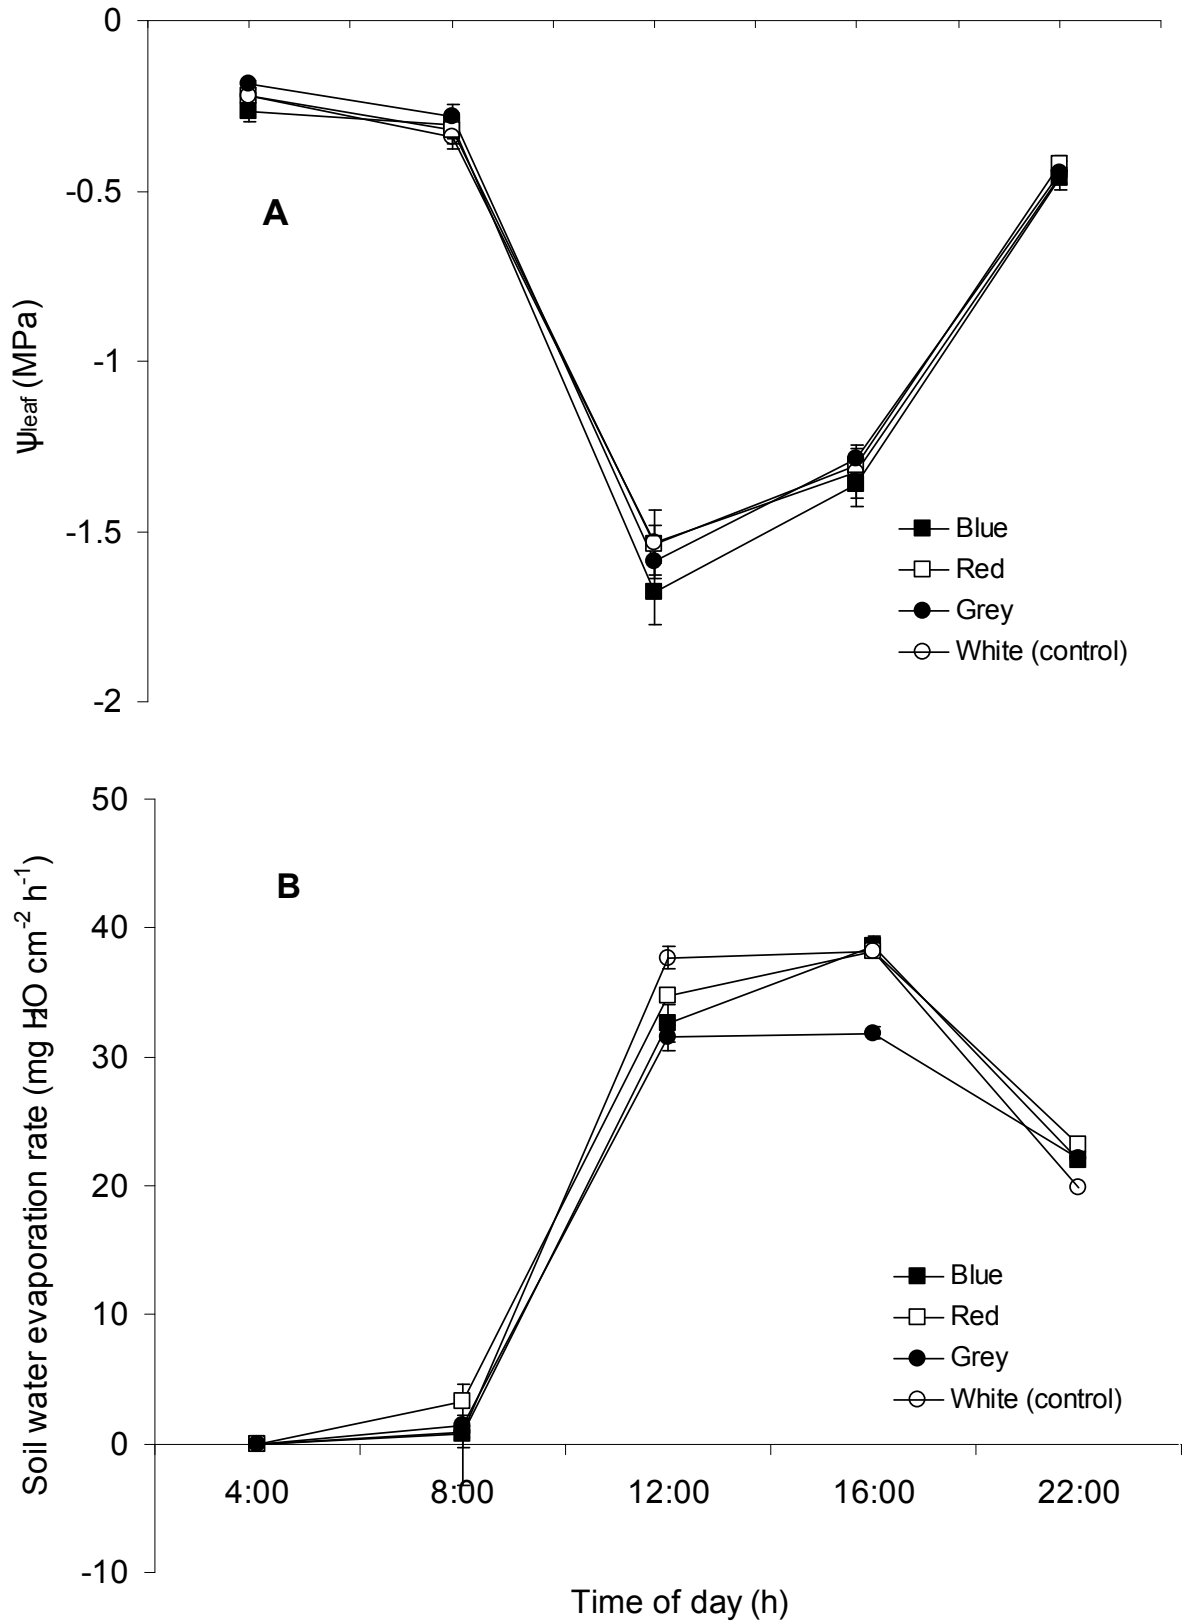 0
-0.5
-1
-1.5
-2
Ψleaf (MPa)
A
Blue
Red
Grey
White (control)
50
40
30
20
10
0
-10
Soil water evaporation rate (mg H2O cm-2 h-1)
B
Blue
Red
Grey
White (control)
4:00 8:00 12:00 16:00 22:00
Time of day (h)